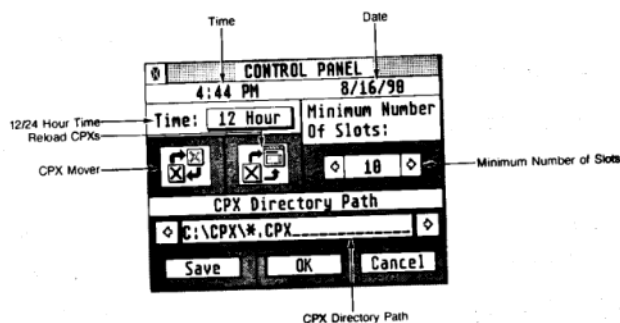 Time
Date
CONTROL PANEL
4:44 PM 8/16/90
12/24 Hour Time
Time: 12 Hour
Minimum Number
Of Slots:
Reload CPXs
CPX Mover
10
Minimum Number of Slots
CPX Directory Path
C:\CPX\*.CPX______________
Save OK Cancel
CPX Directory Path